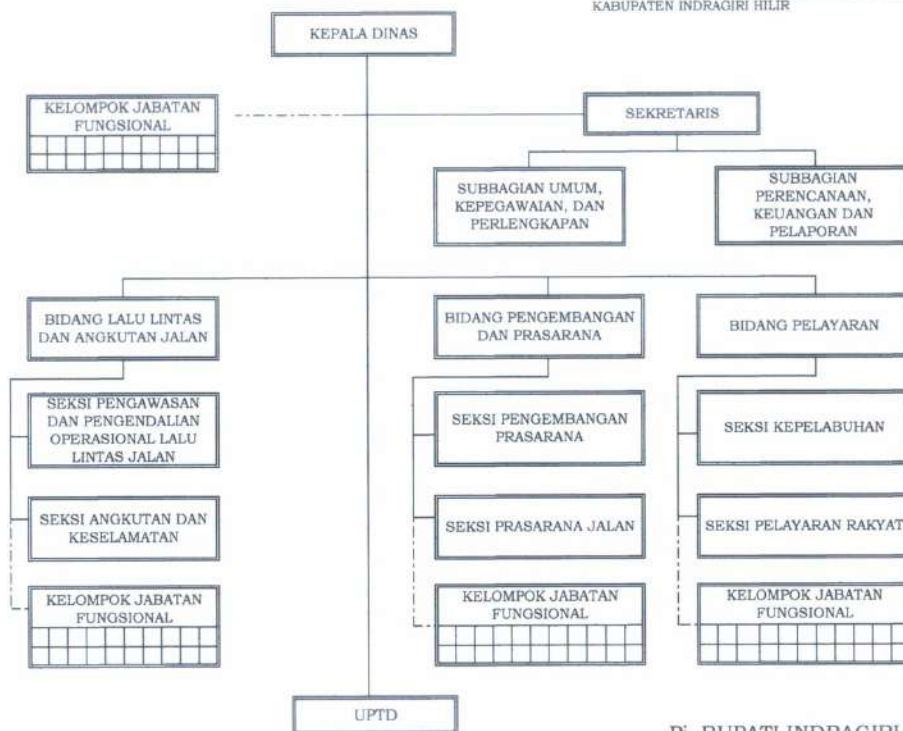 KABUPATEN INDRAGIRI HILIR
KEPALA DINAS
KELOMPOK JABATAN
FUNGSIONAL
SEKRETARIS
SUBBAGIAN UMUM,
KEPEGAWAIAN, DAN
PERLENGKAPAN
SUBBAGIAN
PERENCANAAN,
KEUANGAN DAN
PELAPORAN
BIDANG LALU LINTAS
DAN ANGKUTAN JALAN
BIDANG PENGEMBANGAN
DAN PRASARANA
BIDANG PELAYARAN
SEKSI PENGAWASAN
DAN PENGENDALIAN
OPERASIONAL LALU
LINTAS JALAN
SEKSI PENGEMBANGAN
PRASARANA
SEKSI KEPELABUHAN
SEKSI ANGKUTAN DAN
KESELAMATAN
SEKSI PRASARANA JALAN
SEKSI PELAYARAN RAKYAT
KELOMPOK JABATAN
FUNGSIONAL
KELOMPOK JABATAN
FUNGSIONAL
KELOMPOK JABATAN
FUNGSIONAL
UPTD
Pj. BUPATI INDRAGIRI